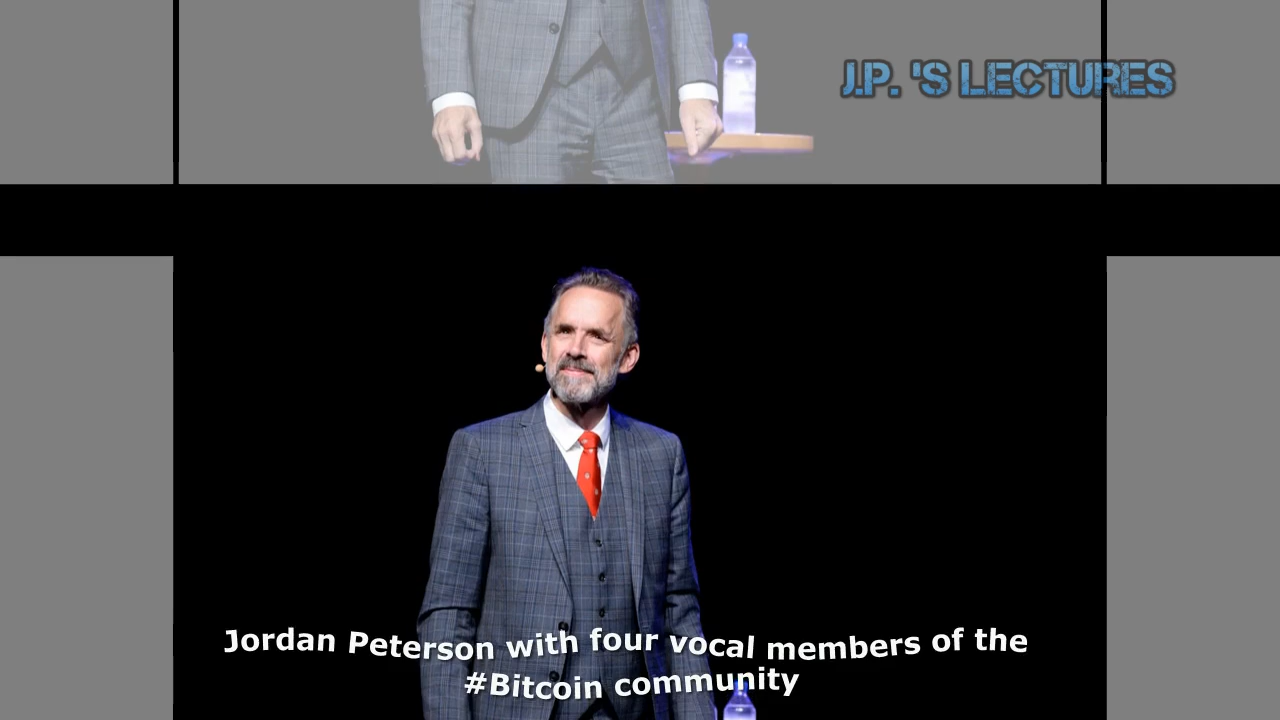 J.P. 'S LECTURES
Jordan Peterson with four vocal members of the
#Bitcoin community